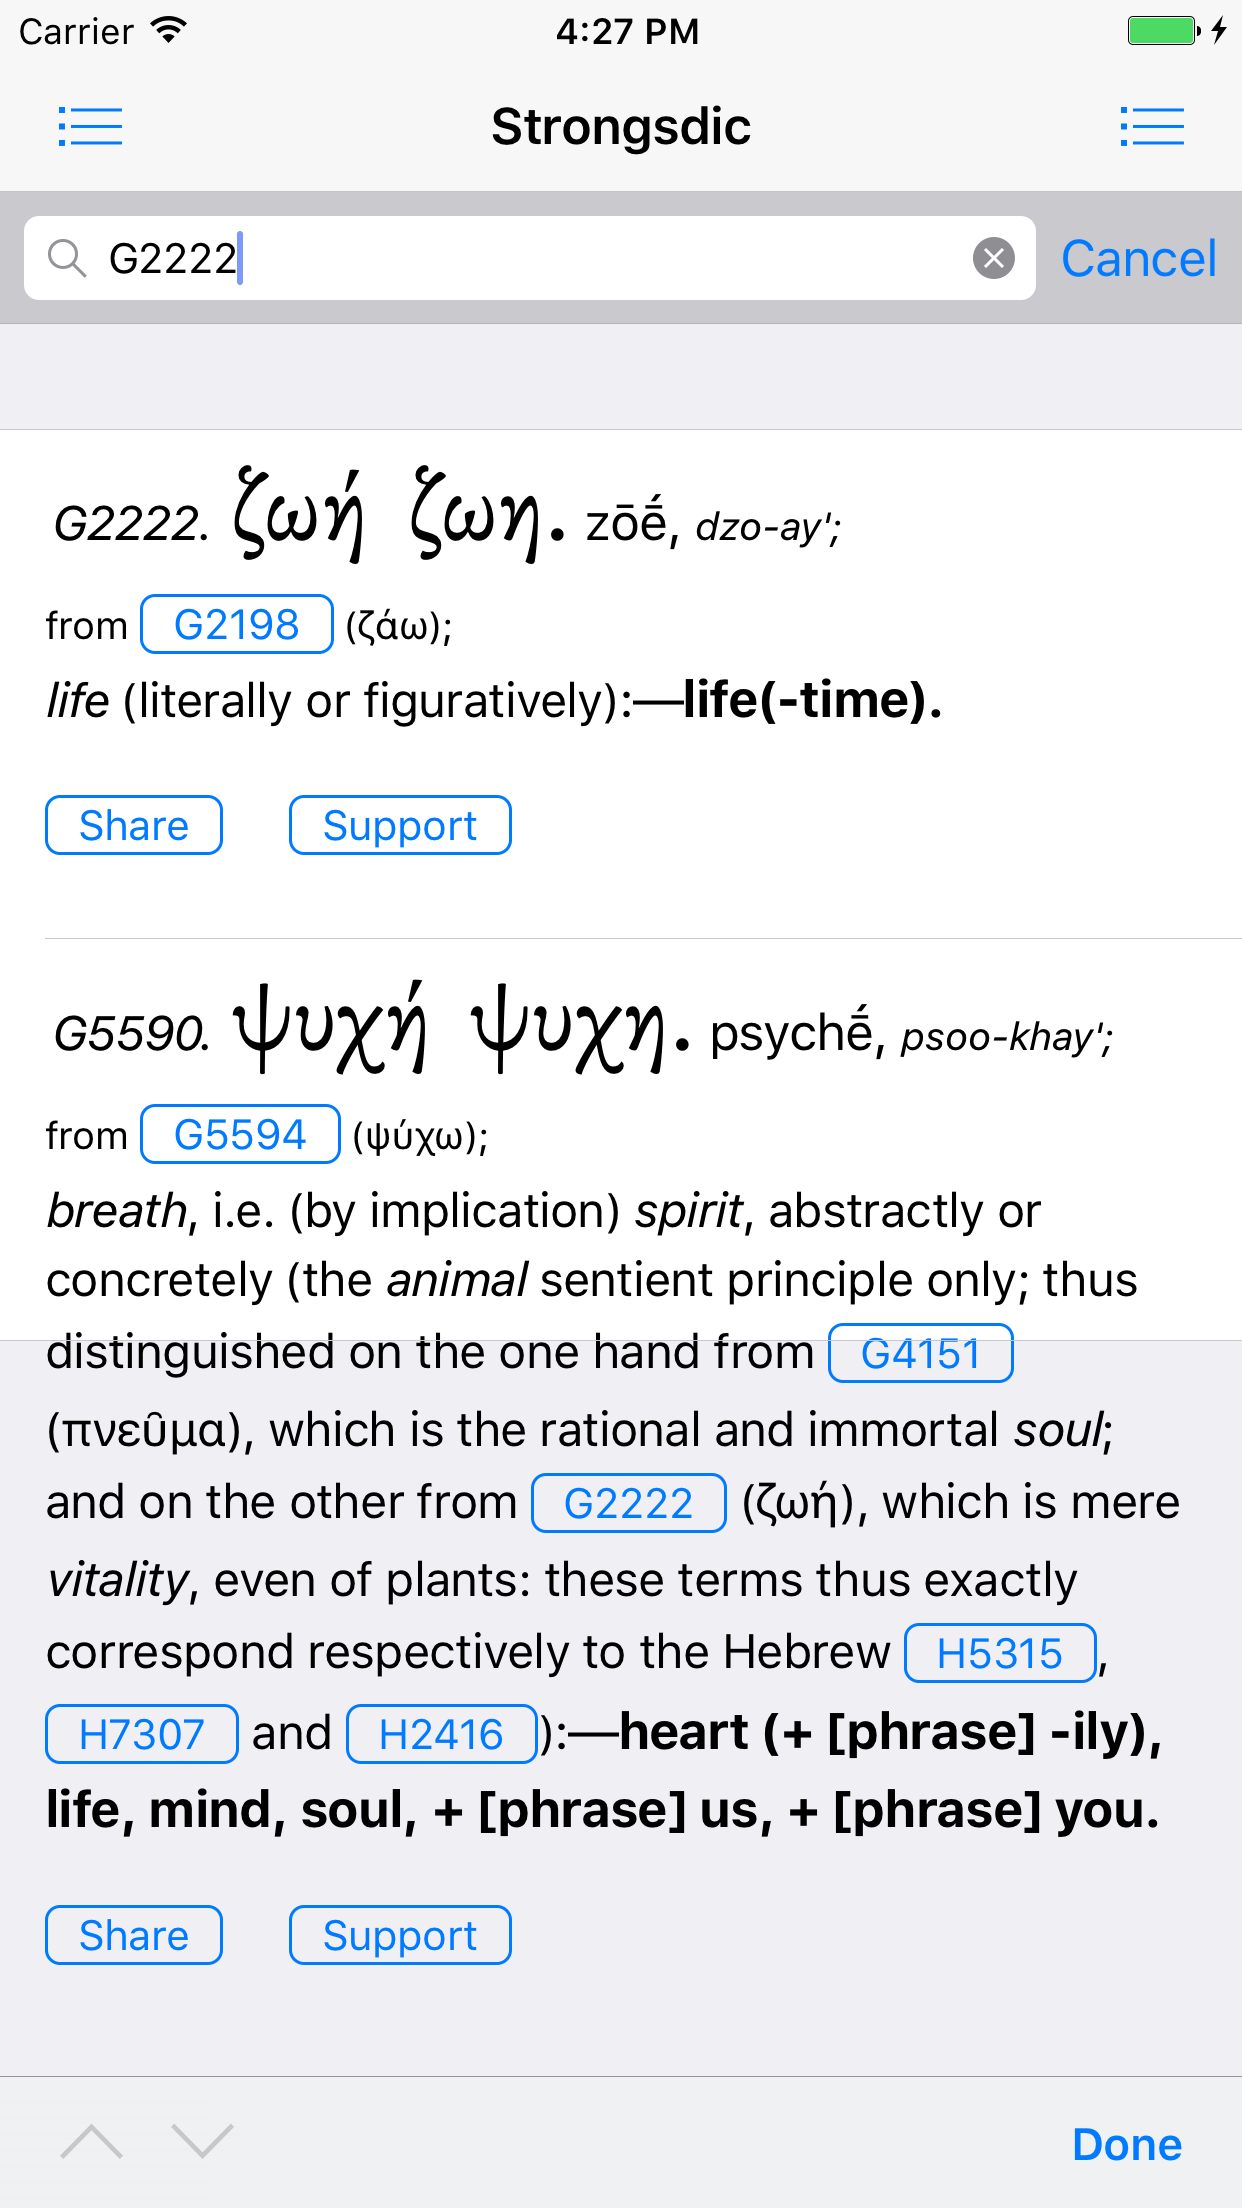 Carrier 4:27 PM
Strongsdic
G2222 Cancel
G2222. ζωή ζωη. zōḗ, dzo-ay';
from G2198 (ζάω);
life (literally or figuratively):—life(-time).
Share Support
G5590. ψυχή ψυχη. psychḗ, psoo-khay';
from G5594 (ψύχω);
breath, i.e. (by implication) spirit, abstractly or
concretely (the animal sentient principle only; thus
distinguished on the one hand from G4151
(πνεῦμα), which is the rational and immortal soul;
and on the other from G2222 (ζωή), which is mere
vitality, even of plants: these terms thus exactly
correspond respectively to the Hebrew H5315,
H7307 and H2416):—heart (+ [phrase] -ily),
life, mind, soul, + [phrase] us, + [phrase] you.
Share Support
Done